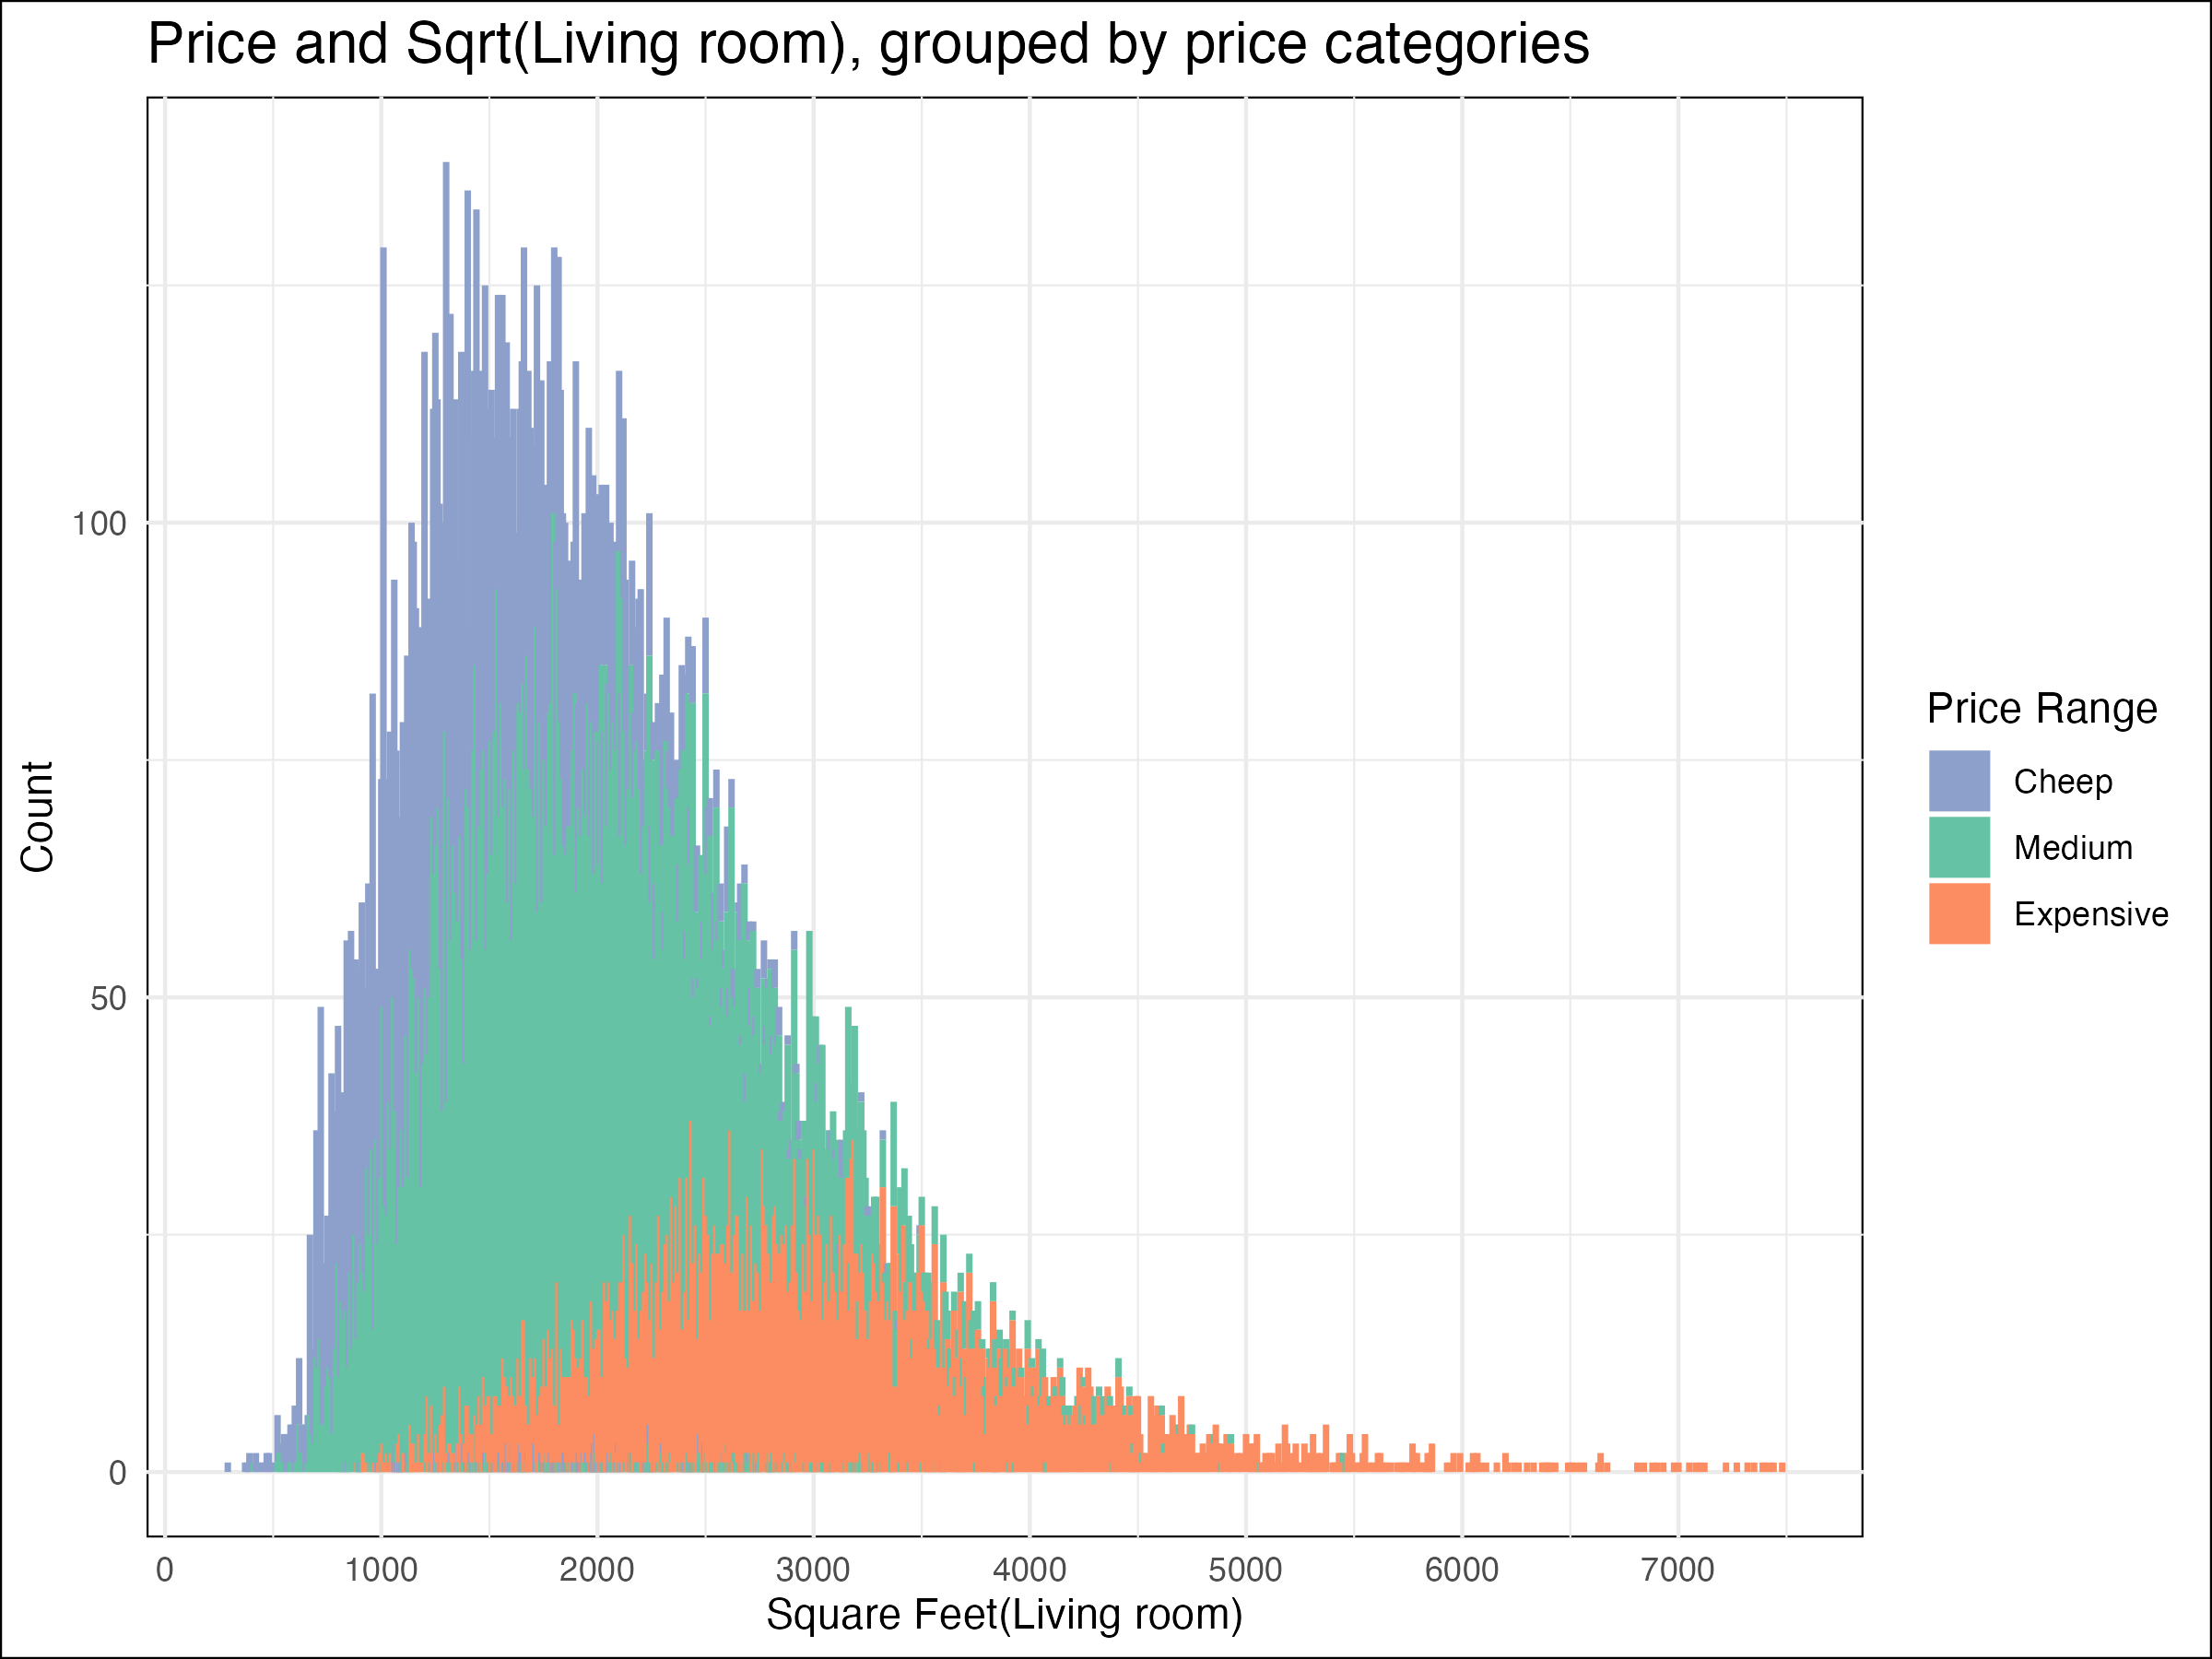 Price and Sqrt(Living room), grouped by price categories
100
50
0
Count
0 1000 2000 3000 4000 5000 6000 7000
Square Feet(Living room)
Price Range
Cheep
Medium
Expensive